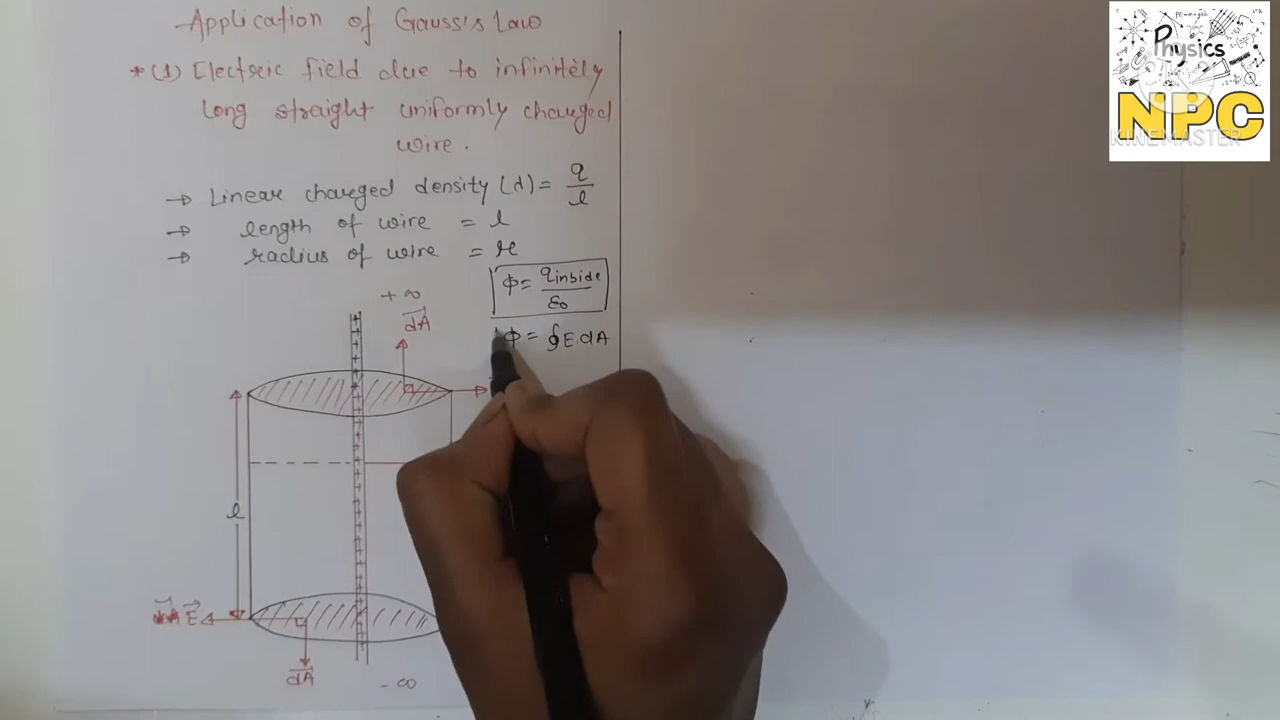 Application of Gauss's Law
* (1) Electric field due to infinitely
long straight uniformly charged
wire.
→ Linear charged density (d) = q/l
→ length of wire = l
→ radius of wire = r
ϕ = q inside/ε₀
ϕ = ∮E.dA
+ ∞
dA
l
E
dA
- ∞
Physics
NPC
KINEMASTER